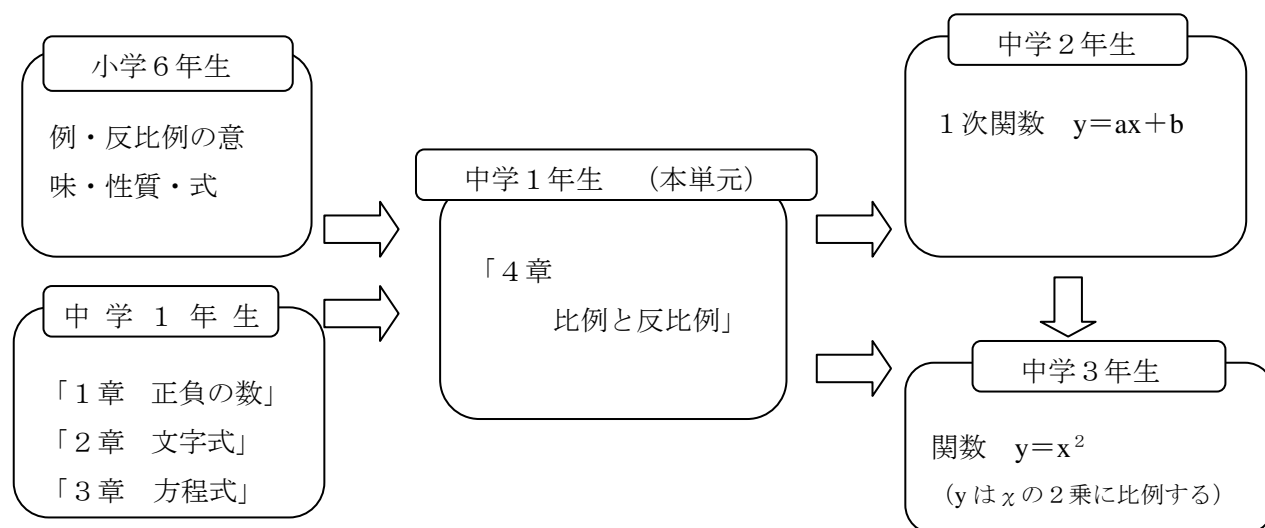 小学６年生
例・反比例の意
味・性質・式
中 学 １ 年 生
「１章　正負の数」
「２章　文字式」
「３章　方程式」
中学１年生　（本単元）
「４章
比例と反比例」
中学２年生
１次関数　y＝ax＋b
中学３年生
関数　y＝x²
（yはχの２乗に比例する）